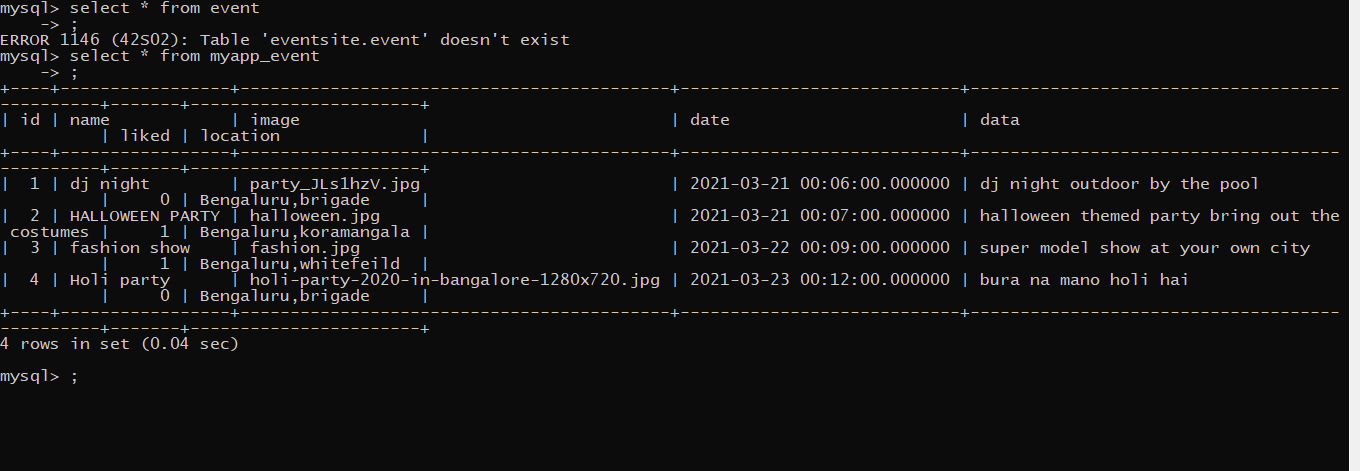 mysql> select * from event
    -> ;
ERROR 1146 (42S02): Table 'eventsite.event' doesn't exist
mysql> select * from myapp_event
    -> ;
+----+-----------------+-------------------------------------------+----------------------------+-------------------------------------
----------+-------+-----------------------+
| id | name            | image                                     | date                       | data
          | liked | location              |
+----+-----------------+-------------------------------------------+----------------------------+-------------------------------------
----------+-------+-----------------------+
|  1 | dj night        | party_JLs1hzV.jpg                         | 2021-03-21 00:06:00.000000 | dj night outdoor by the pool
          |     0 | Bengaluru,brigade     |
|  2 | HALLOWEEN PARTY | halloween.jpg                             | 2021-03-21 00:07:00.000000 | halloween themed party bring out the
 costumes |     1 | Bengaluru,koramangala |
|  3 | fashion show    | fashion.jpg                               | 2021-03-22 00:09:00.000000 | super model show at your own city
          |     1 | Bengaluru,whitefeild  |
|  4 | Holi party      | holi-party-2020-in-bangalore-1280x720.jpg | 2021-03-23 00:12:00.000000 | bura na mano holi hai
          |     0 | Bengaluru,brigade     |
+----+-----------------+-------------------------------------------+----------------------------+-------------------------------------
----------+-------+-----------------------+
4 rows in set (0.04 sec)
mysql> ;